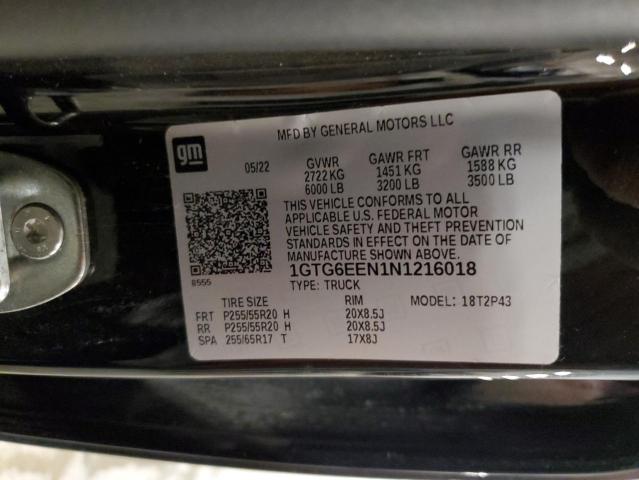 MFD BY GENERAL MOTORS LLC
gm
05/22
GVWR GAWR FRT GAWR RR
2722 KG 1451 KG 1588 KG
6000 LB 3200 LB 3500 LB
THIS VEHICLE CONFORMS TO ALL
APPLICABLE U.S. FEDERAL MOTOR
VEHICLE SAFETY AND THEFT PREVENTION
STANDARDS IN EFFECT ON THE DATE OF
MANUFACTURE SHOWN ABOVE.
1GTG6EEN1N1216018
8555
TYPE: TRUCK
TIRE SIZE RIM MODEL: 18T2P43
FRT P255/55R20 H 20X8.5J
RR P255/55R20 H 20X8.5J
SPA 255/65R17 T 17X8J